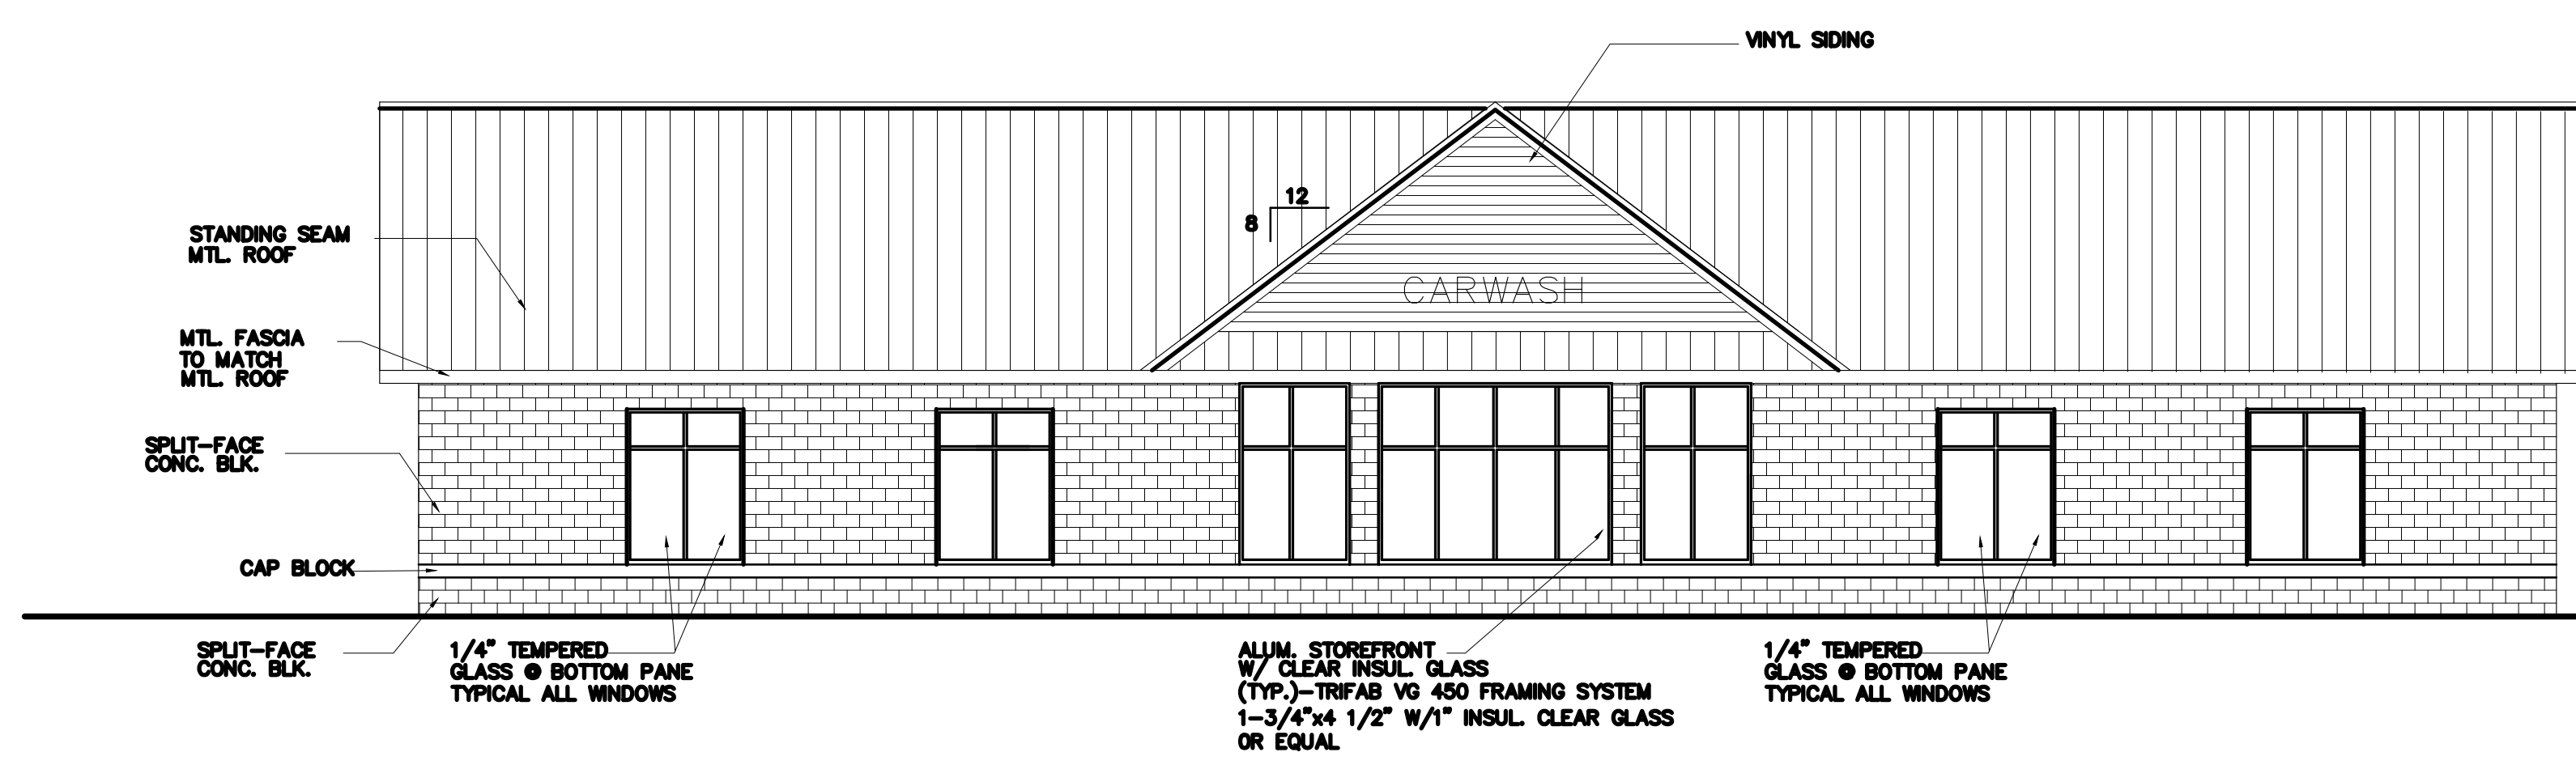 VINYL SIDING
12
8
STANDING SEAM
MTL. ROOF
CARWASH
MTL. FASCIA
TO MATCH
MTL. ROOF
SPLIT-FACE
CONC. BLK.
CAP BLOCK
SPLIT-FACE
CONC. BLK.
1/4" TEMPERED
GLASS @ BOTTOM PANE
TYPICAL ALL WINDOWS
ALUM. STOREFRONT
W/ CLEAR INSUL. GLASS
(TYP.)-TRIFAB VG 450 FRAMING SYSTEM
1-3/4"x4 1/2" W/1" INSUL. CLEAR GLASS
OR EQUAL
1/4" TEMPERED
GLASS @ BOTTOM PANE
TYPICAL ALL WINDOWS